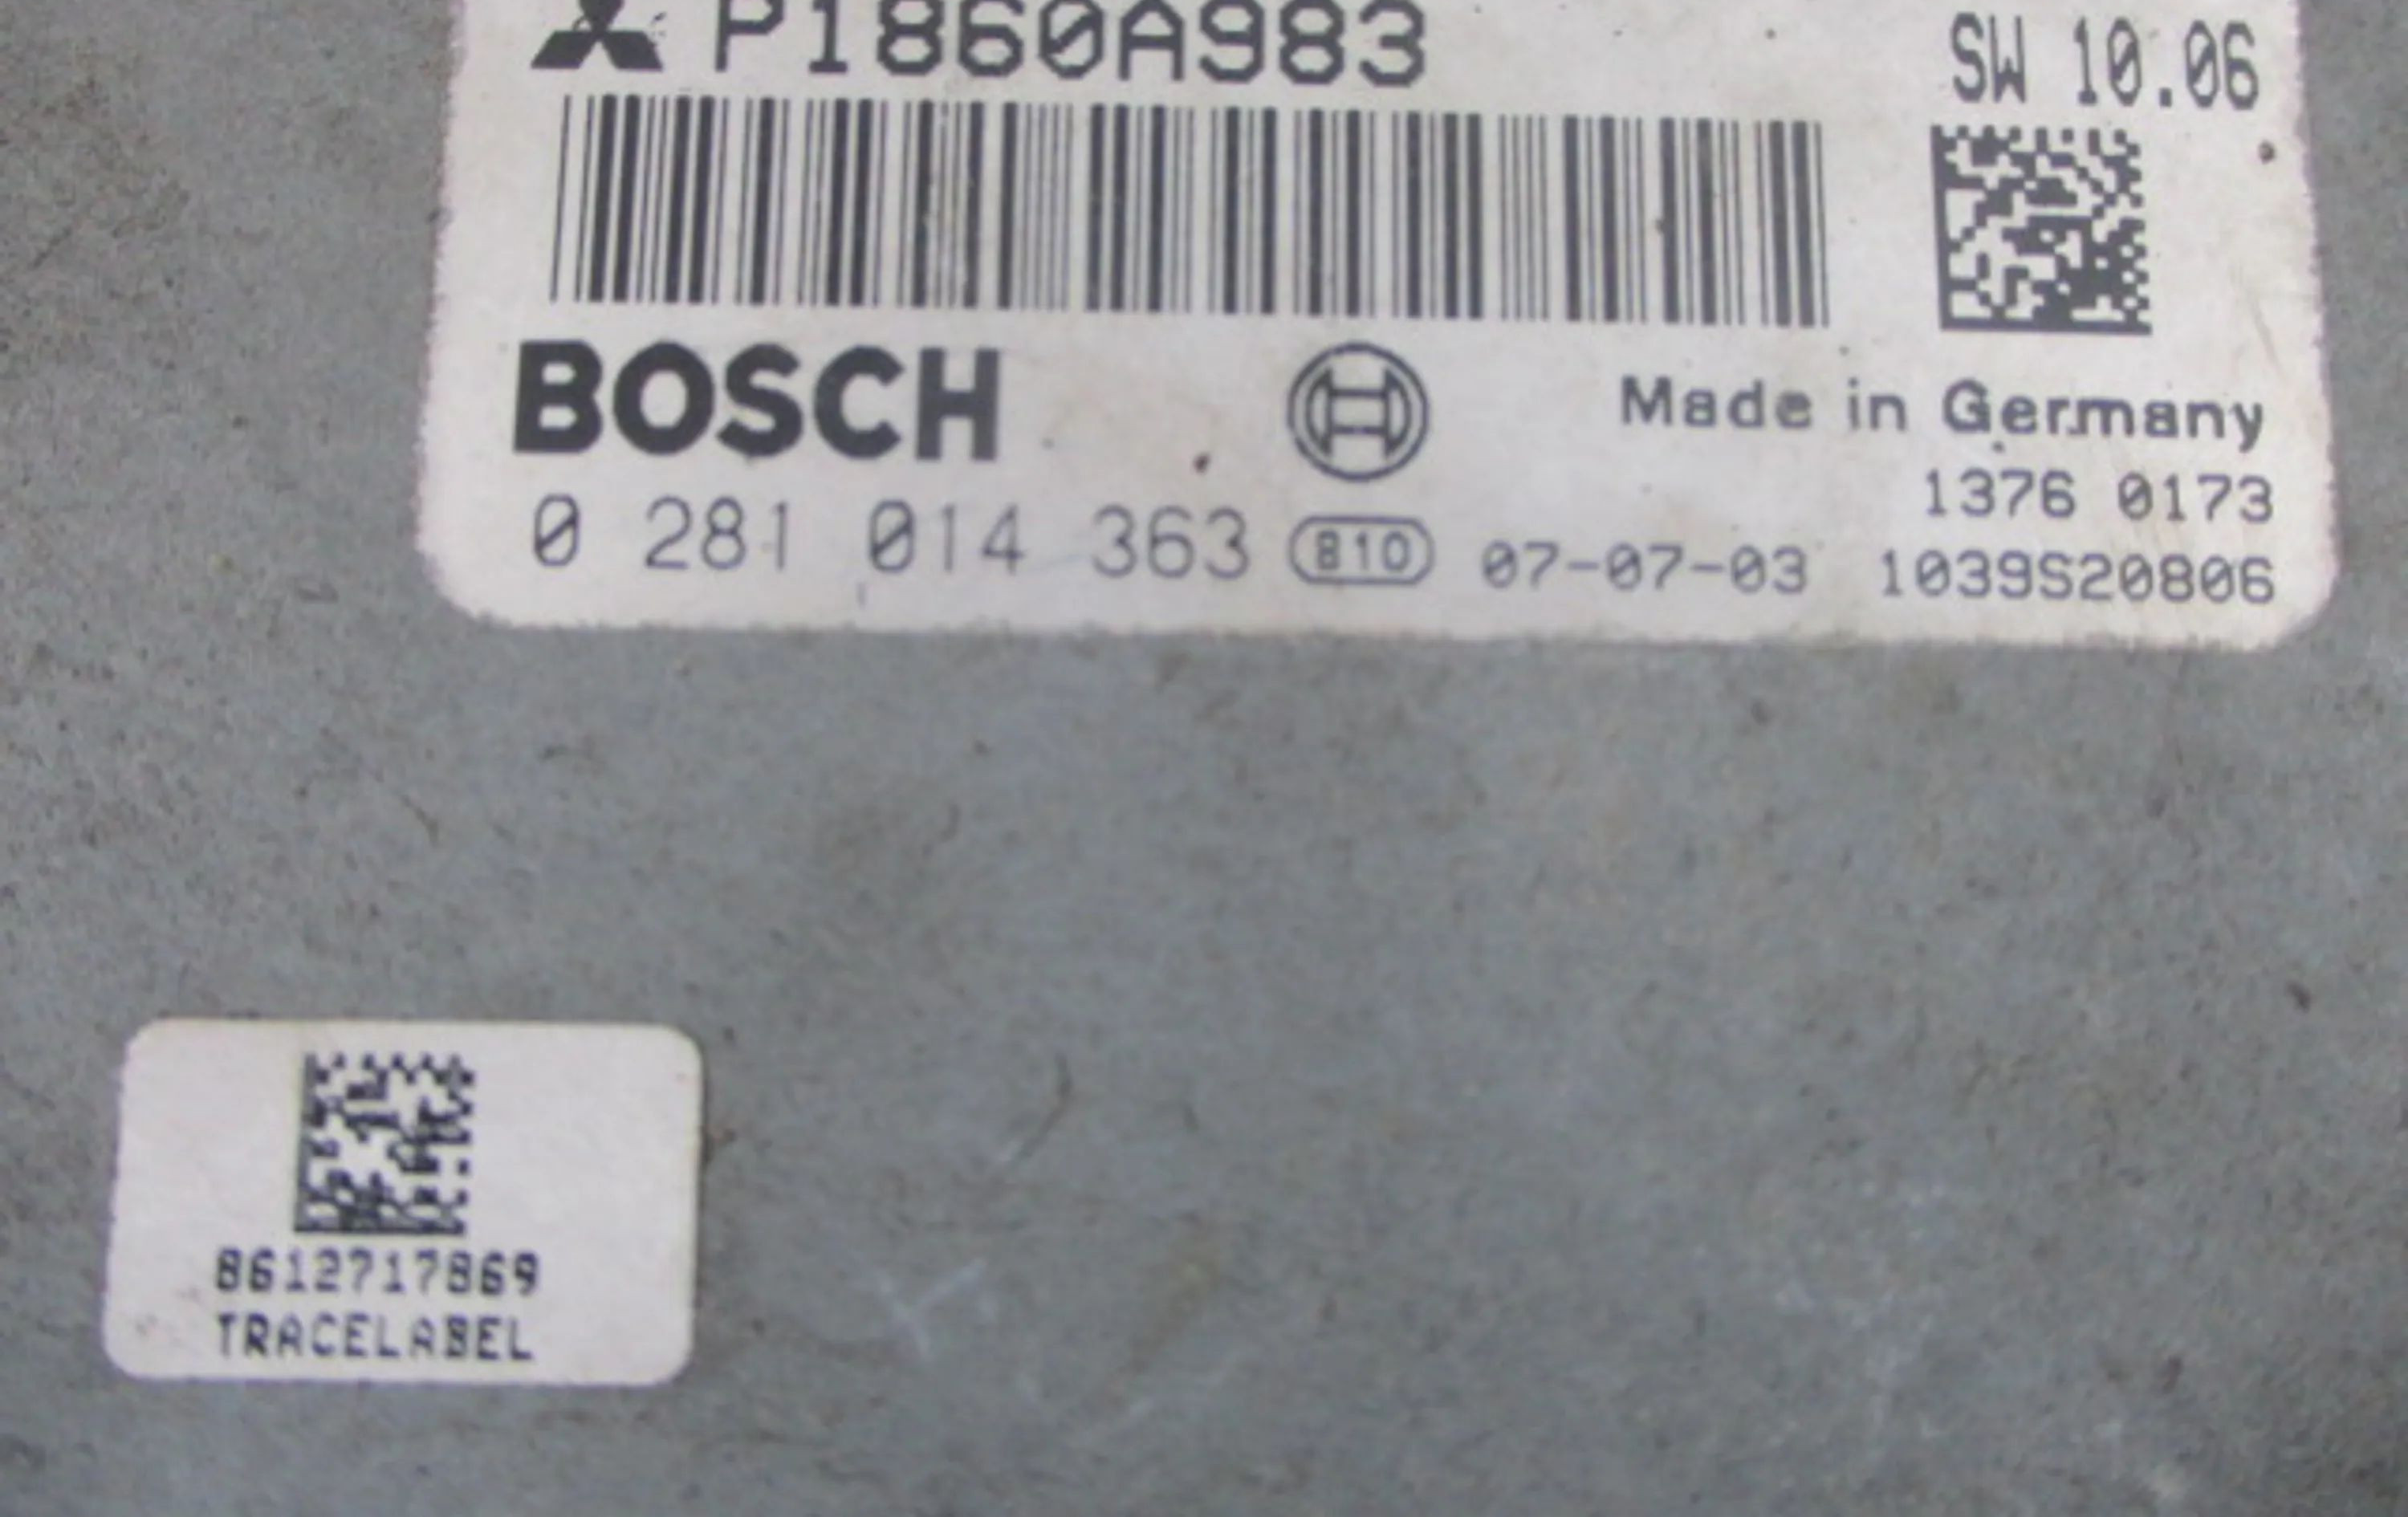 P1860A983
SW 10.06
BOSCH
Made in Germany
1376 0173
0 281 014 363 810 07-07-03 1039S20806
8612717869
TRACELABEL